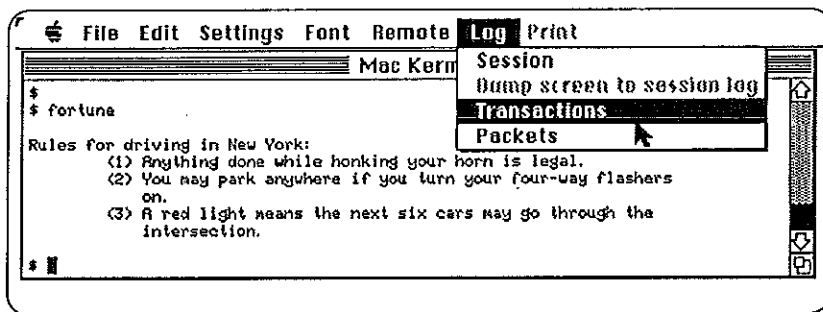 File Edit Settings Font Remote Log Print
Mac Kerm
Session
Dump screen to session log
Transactions
Packets
$
$ fortune
Rules for driving in New York:
(1) Anything done while honking your horn is legal.
(2) You may park anywhere if you turn your four-way flashers
on.
(3) A red light means the next six cars may go through the
intersection.
$